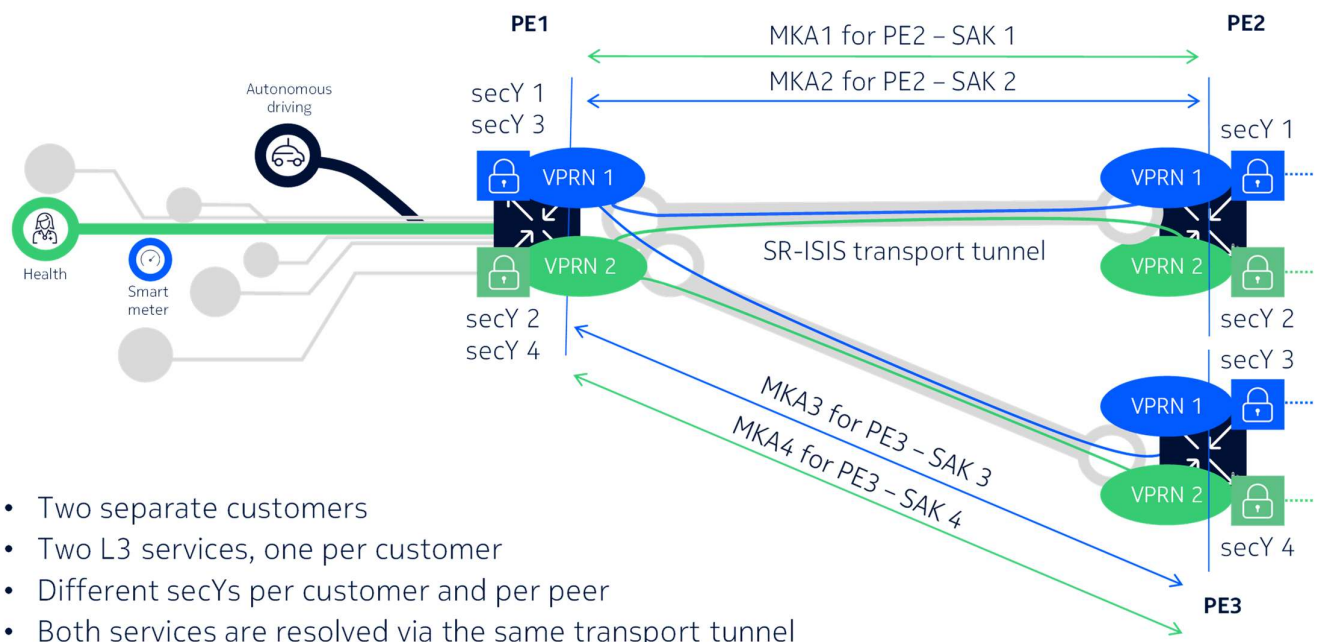 PE1
PE2
MKA1 for PE2 – SAK 1
MKA2 for PE2 – SAK 2
Autonomous
driving
secY 1
secY 3
secY 1
VPRN 1
VPRN 1
SR-ISIS transport tunnel
VPRN 2
VPRN 2
Health
Smart
meter
secY 2
secY 4
secY 2
secY 3
MKA3 for PE3 – SAK 3
MKA4 for PE3 – SAK 4
VPRN 1
VPRN 2
secY 4
PE3
• Two separate customers
• Two L3 services, one per customer
• Different secYs per customer and per peer
• Both services are resolved via the same transport tunnel